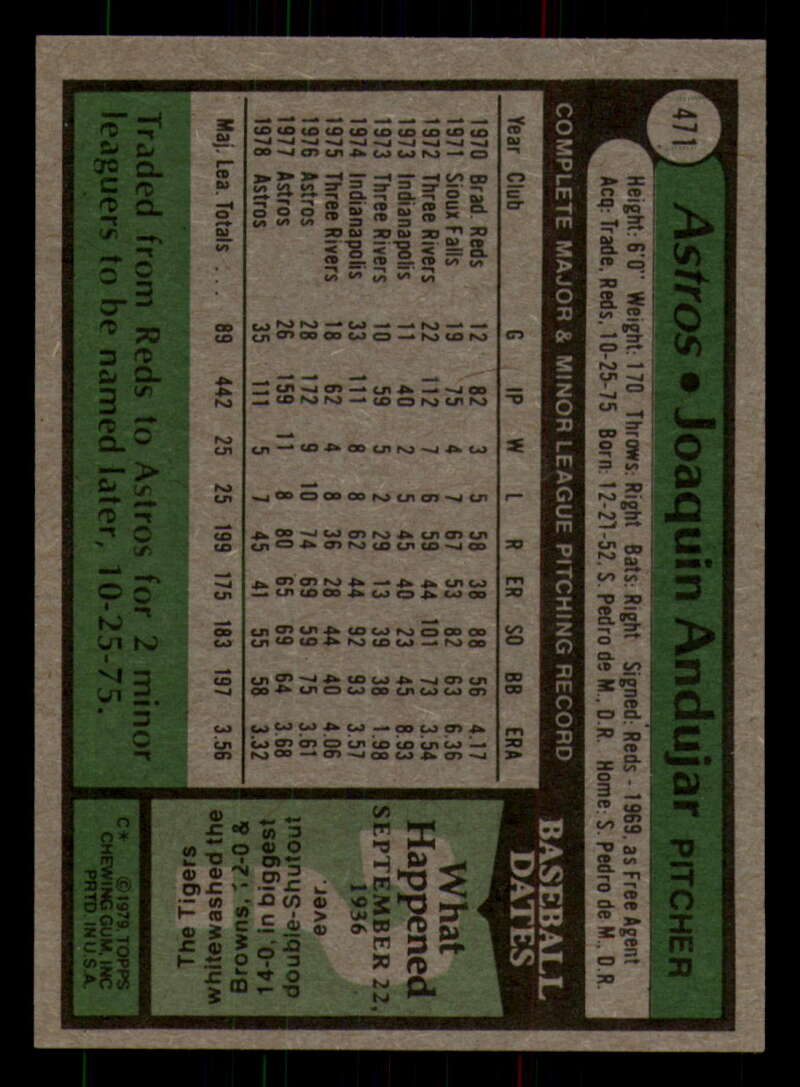 471
Astros • Joaquin Andujar PITCHER
Height: 6'0" Weight: 170 Throws: Right Bats: Right Signed: Reds - 1969, as Free Agent
Acq: Trade, Reds, 10-25-75 Born: 12-21-52, S. Pedro de M., D.R. Home: S. Pedro de M., D.R.
COMPLETE MAJOR & MINOR LEAGUE PITCHING RECORD
Year Club G IP W L R ER SO BB ERA
1970 Brad. Reds 12 82 3 5 58 38 88 56 4.17
1971 Sioux Falls 19 75 4 7 67 53 82 63 6.36
1972 Three Rivers 22 112 7 6 59 44 101 73 3.54
1973 Indianapolis 11 40 2 5 45 40 23 45 8.93
1973 Three Rivers 10 59 5 2 29 13 39 38 1.98
1974 Indianapolis 33 111 8 8 62 44 92 63 3.57
1975 Three Rivers 18 62 4 8 36 28 44 40 4.06
1976 Astros 28 172 9 10 74 69 59 75 3.61
1977 Astros 26 159 11 8 80 65 69 64 3.68
1978 Astros 35 111 5 7 45 41 55 58 3.32
Maj. Lea. Totals . . . 89 442 25 25 199 175 183 197 3.56
Traded from Reds to Astros for 2 minor
leaguers to be named later, 10-25-75.
BASEBALL
DATES
What
Happened
SEPTEMBER 22,
1936
The Tigers
whitewashed the
Browns, 12-0 &
14-0, in biggest
double-Shutout
ever.
C* © 1979 TOPPS
CHEWING GUM, INC
PRTD. IN U.S.A.